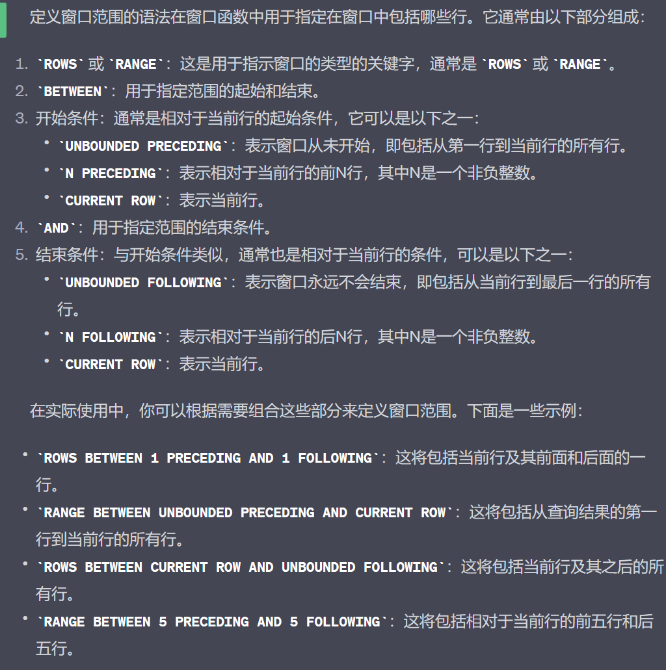 定义窗口范围的语法在窗口函数中用于指定在窗口中包括哪些行。它通常由以下部分组成：
1. `ROWS` 或 `RANGE`：这是用于指示窗口的类型的关键字，通常是 `ROWS` 或 `RANGE`。
2. `BETWEEN`：用于指定范围的起始和结束。
3. 开始条件：通常是相对于当前行的起始条件，它可以是以下之一：
• `UNBOUNDED PRECEDING`：表示窗口从未开始，即包括从第一行到当前行的所有行。
• `N PRECEDING`：表示相对于当前行的前N行，其中N是一个非负整数。
• `CURRENT ROW`：表示当前行。
4. `AND`：用于指定范围的结束条件。
5. 结束条件：与开始条件类似，通常也是相对于当前行的条件，可以是以下之一：
• `UNBOUNDED FOLLOWING`：表示窗口永远不会结束，即包括从当前行到最后一行的所有
行。
• `N FOLLOWING`：表示相对于当前行的后N行，其中N是一个非负整数。
• `CURRENT ROW`：表示当前行。
在实际使用中，你可以根据需要组合这些部分来定义窗口范围。下面是一些示例：
• `ROWS BETWEEN 1 PRECEDING AND 1 FOLLOWING`：这将包括当前行及其前面和后面的一
行。
• `RANGE BETWEEN UNBOUNDED PRECEDING AND CURRENT ROW`：这将包括从查询结果的第一
行到当前行的所有行。
• `ROWS BETWEEN CURRENT ROW AND UNBOUNDED FOLLOWING`：这将包括当前行及其之后的所
有行。
• `RANGE BETWEEN 5 PRECEDING AND 5 FOLLOWING`：这将包括相对于当前行的前五行和后
五行。